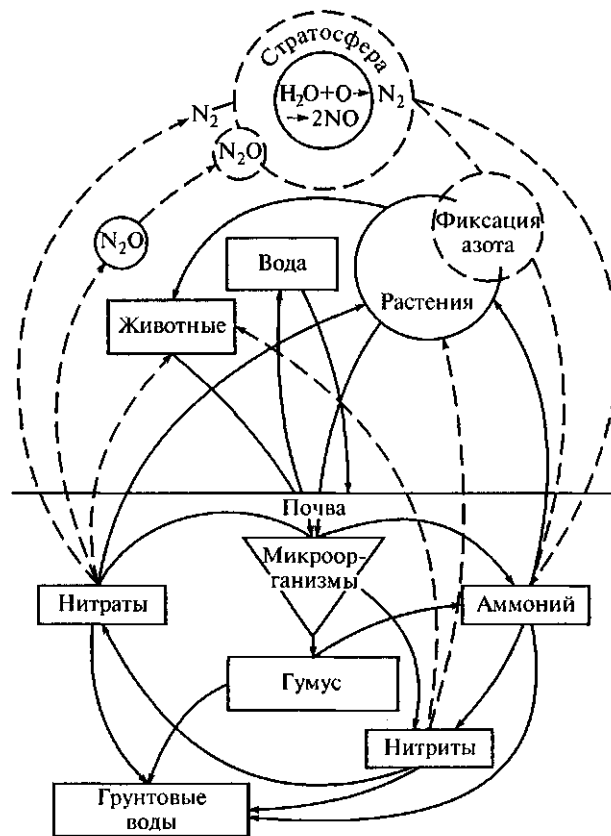 Стратосфера
H₂O+O→N₂
→2NO
N₂
N₂O
N₂O
Фиксация
азота
Вода
Растения
Животные
Почва
Микроор-
ганизмы
Нитраты
Аммоний
Гумус
Нитриты
Грунтовые
воды